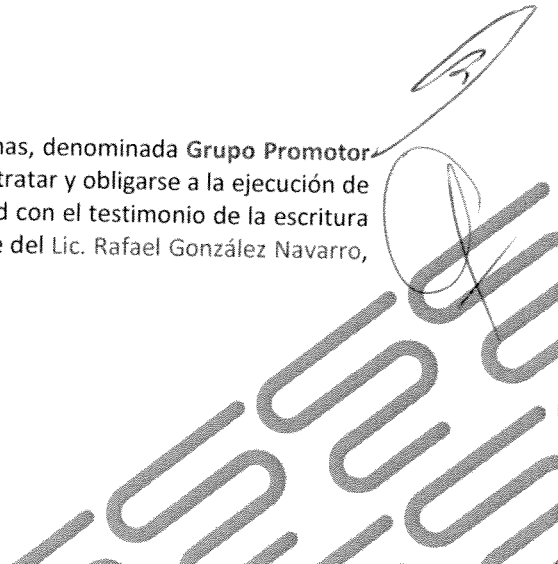 nas, denominada Grupo Promotor
tratar y obligarse a la ejecución de
d con el testimonio de la escritura
e del Lic. Rafael González Navarro,